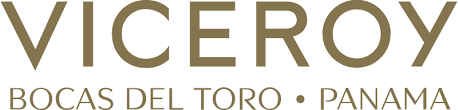 VICEROY
BOCAS DEL TORO • PANAMA